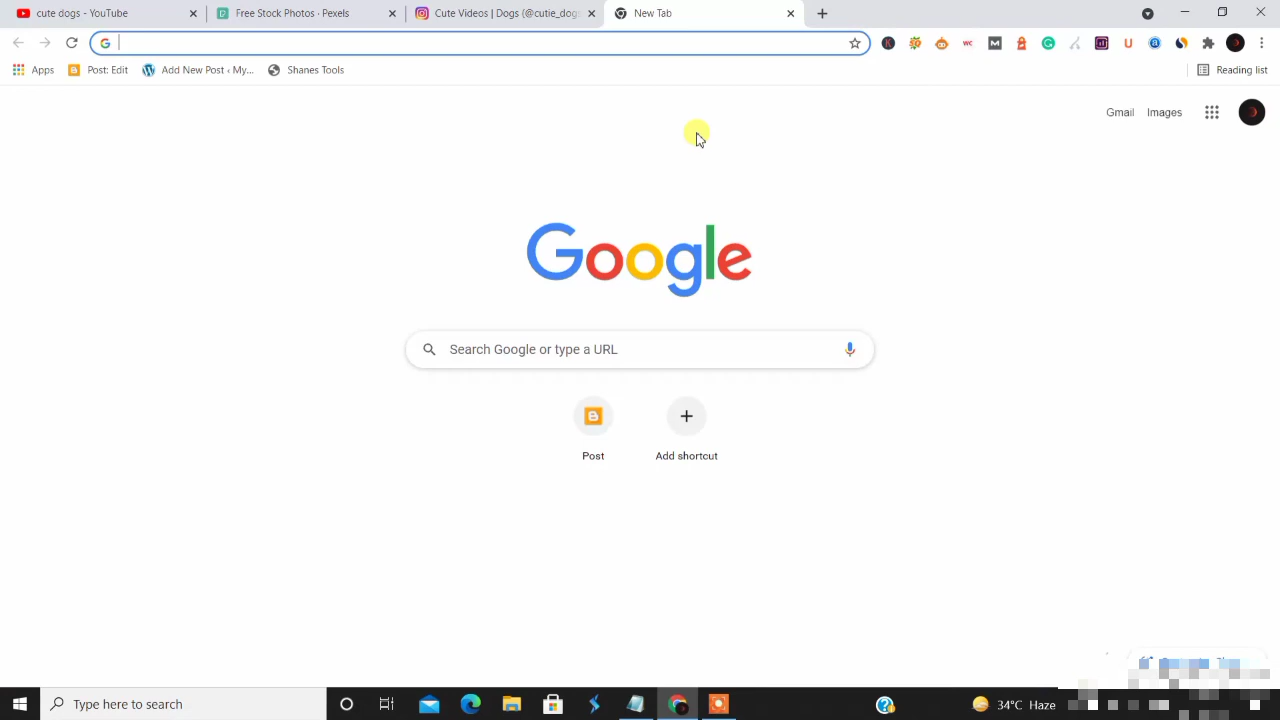 cute dogs - YouTube
Free Stock Photos - Pexels
Cute Videos | Dogs (@cutie_dogs
New Tab
Apps
Post: Edit
Add New Post ‹ My...
Shanes Tools
Reading list
Gmail
Images
Google
Search Google or type a URL
Post
Add shortcut
Type here to search
34°C Haze